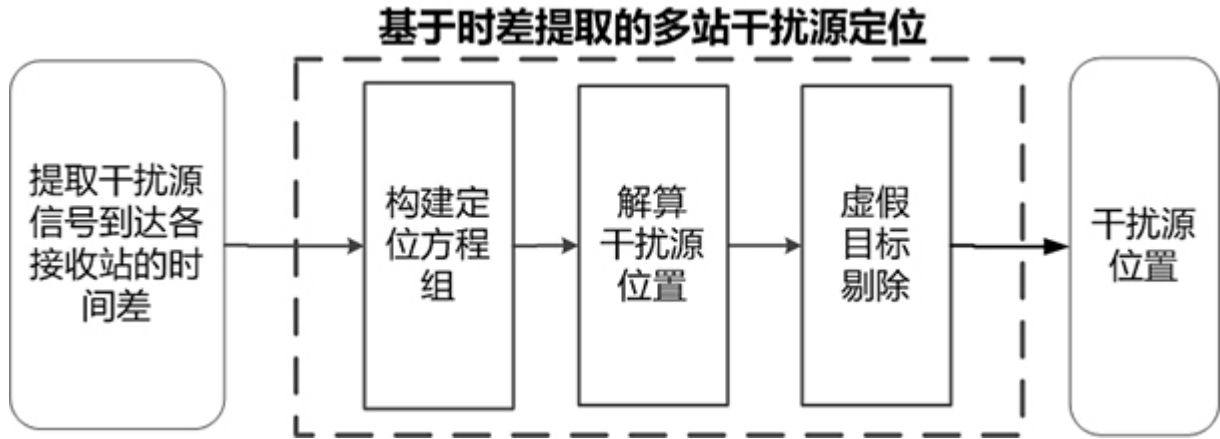 基于时差提取的多站干扰源定位
提取干扰源
信号到达各
接收站的时
间差
构建定
位方程
组
解算
干扰源
位置
虚假
目标
剔除
干扰源
位置